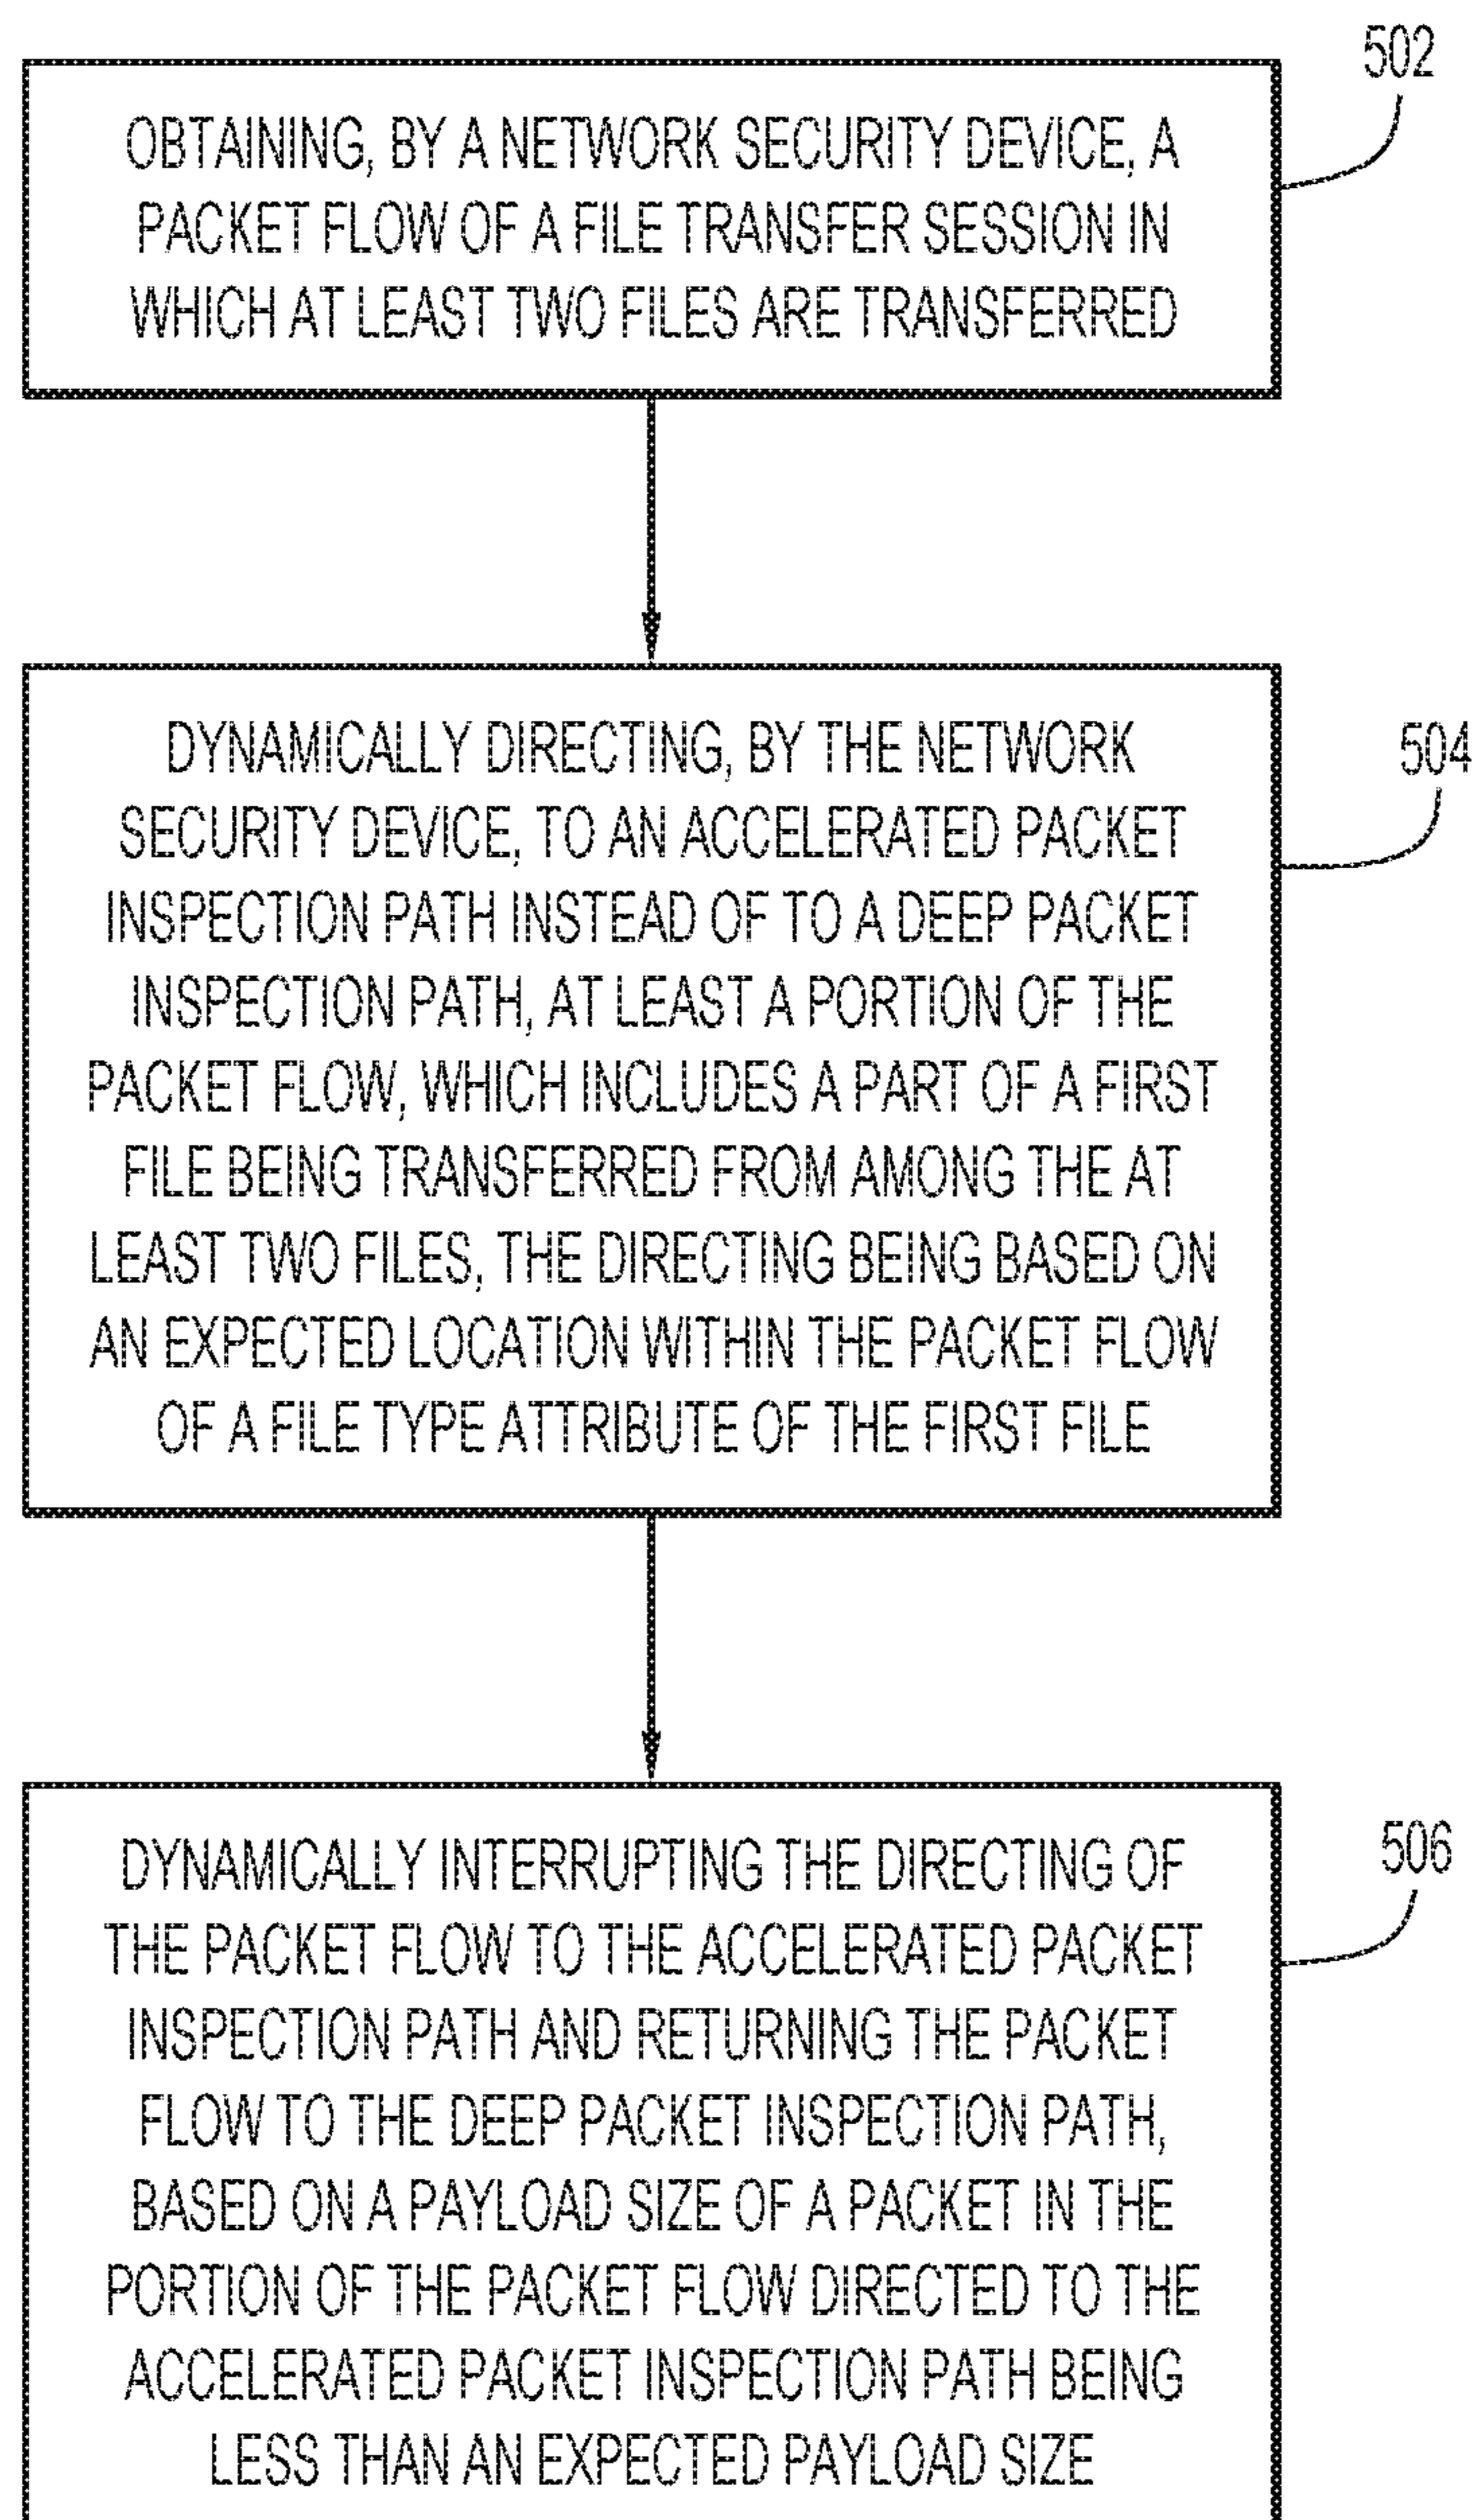 502
OBTAINING, BY A NETWORK SECURITY DEVICE, A
PACKET FLOW OF A FILE TRANSFER SESSION IN
WHICH AT LEAST TWO FILES ARE TRANSFERRED
504
DYNAMICALLY DIRECTING, BY THE NETWORK
SECURITY DEVICE, TO AN ACCELERATED PACKET
INSPECTION PATH INSTEAD OF TO A DEEP PACKET
INSPECTION PATH, AT LEAST A PORTION OF THE
PACKET FLOW, WHICH INCLUDES A PART OF A FIRST
FILE BEING TRANSFERRED FROM AMONG THE AT
LEAST TWO FILES, THE DIRECTING BEING BASED ON
AN EXPECTED LOCATION WITHIN THE PACKET FLOW
OF A FILE TYPE ATTRIBUTE OF THE FIRST FILE
506
DYNAMICALLY INTERRUPTING THE DIRECTING OF
THE PACKET FLOW TO THE ACCELERATED PACKET
INSPECTION PATH AND RETURNING THE PACKET
FLOW TO THE DEEP PACKET INSPECTION PATH,
BASED ON A PAYLOAD SIZE OF A PACKET IN THE
PORTION OF THE PACKET FLOW DIRECTED TO THE
ACCELERATED PACKET INSPECTION PATH BEING
LESS THAN AN EXPECTED PAYLOAD SIZE